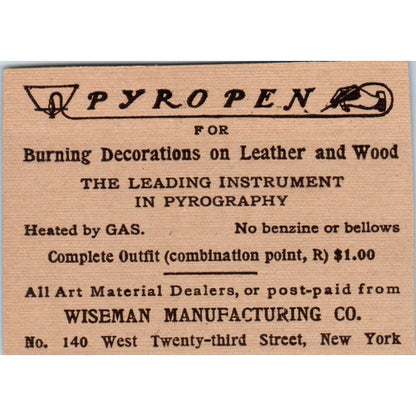 PYROPEN
FOR
Burning Decorations on Leather and Wood
THE LEADING INSTRUMENT
IN PYROGRAPHY
Heated by GAS. No benzine or bellows
Complete Outfit (combination point, R) $1.00
All Art Material Dealers, or post-paid from
WISEMAN MANUFACTURING CO.
No. 140 West Twenty-third Street, New York